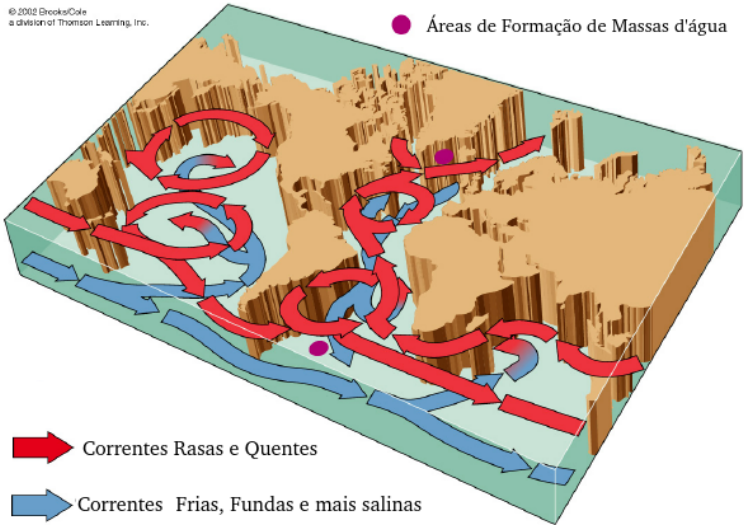 © 2002 Brooks/Cole
a division of Thomson Learning, Inc.
Áreas de Formação de Massas d'água
Correntes Rasas e Quentes
Correntes Frias, Fundas e mais salinas